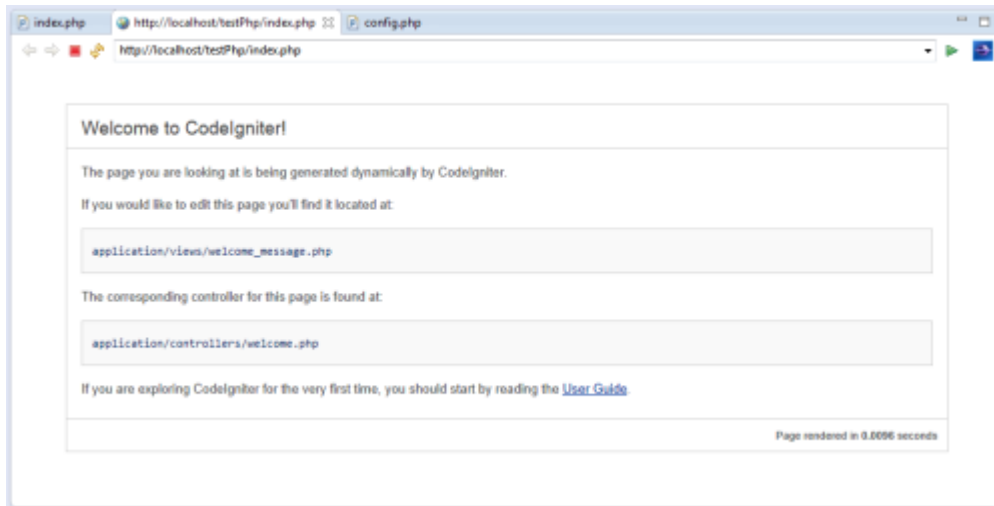 index.php http://localhost/testPhp/index.php config.php
http://localhost/testPhp/index.php
Welcome to CodeIgniter!
The page you are looking at is being generated dynamically by CodeIgniter.
If you would like to edit this page you'll find it located at:
application/views/welcome_message.php
The corresponding controller for this page is found at:
application/controllers/welcome.php
If you are exploring CodeIgniter for the very first time, you should start by reading the User Guide.
Page rendered in 0.0096 seconds